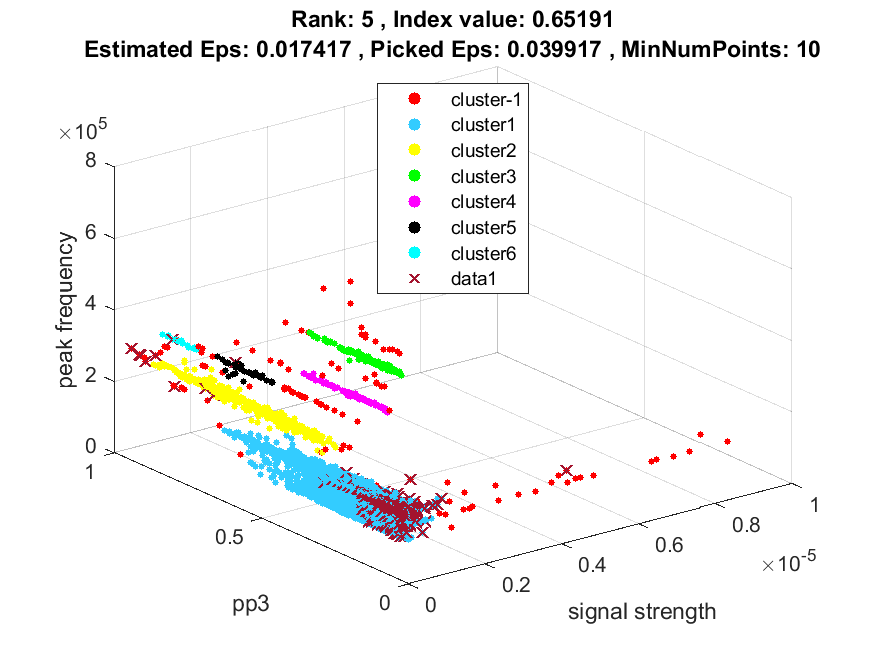 Rank: 5 , Index value: 0.65191
Estimated Eps: 0.017417 , Picked Eps: 0.039917 , MinNumPoints: 10
cluster-1
cluster1
cluster2
cluster3
cluster4
cluster5
cluster6
data1
×10⁵
8
6
4
2
0
peak frequency
1
0.5
0
pp3
0
0.2
0.4
0.6
0.8
1
×10⁻⁵
signal strength